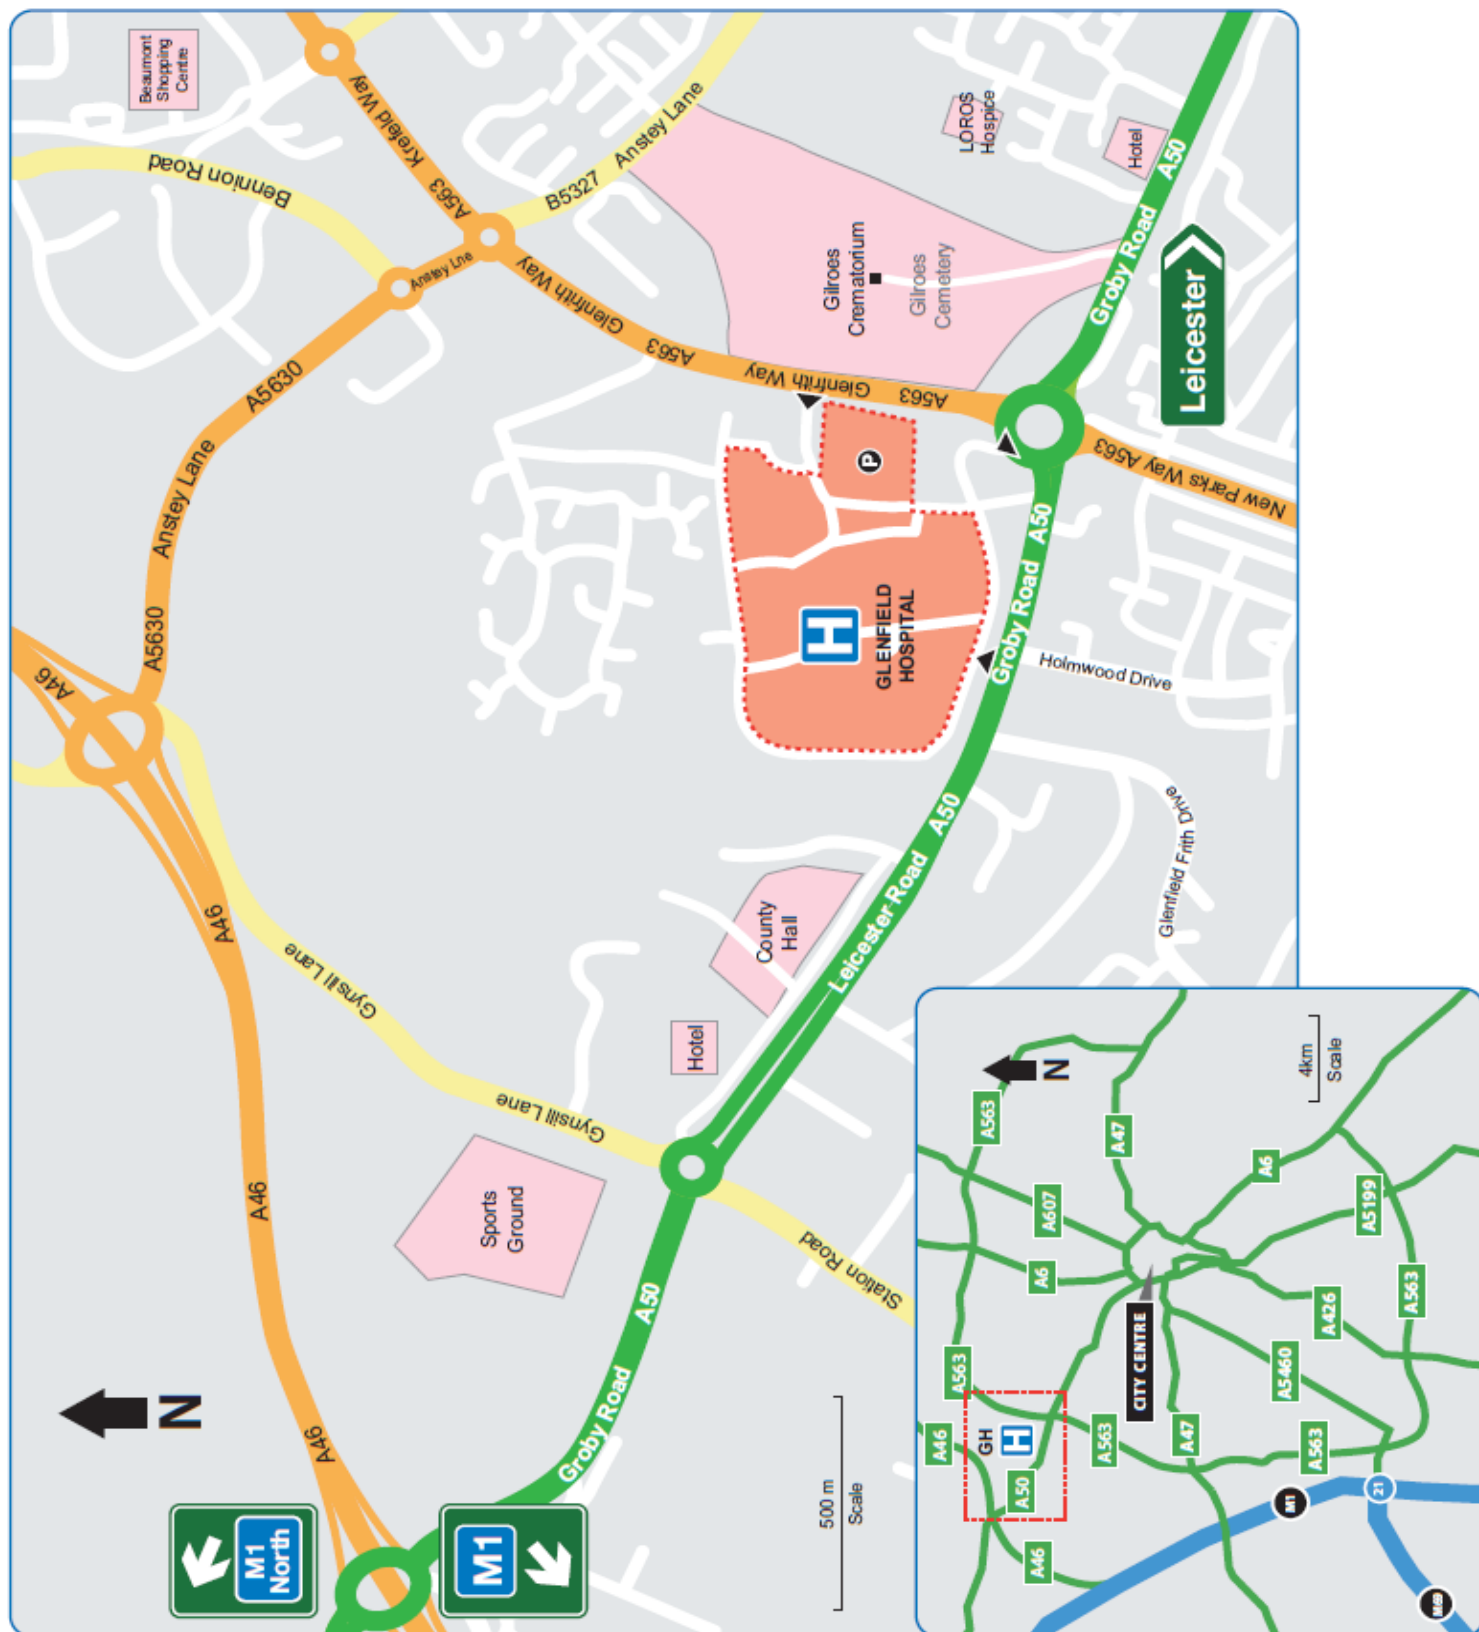 Beaumont
Shopping
Centre
Krefeld Way
A563
Bennion Road
Anstey Lne
B5327
Anstey Lane
LOROS
Hospice
Hotel
A50
Groby Road
Gilroes
Crematorium
Gilroes
Cemetery
Leicester
Glenfrith Way
A563
Glenfrith Way
A563
A5630
Anstey Lane
A5630
A46
P
H
GLENFIELD
HOSPITAL
New Parks Way A563
A50
Groby Road
Holmwood Drive
Glenfield Frith Drive
A50
Leicester Road
County
Hall
Hotel
A46
Gynsill Lane
Gynsill Lane
Sports
Ground
A46
A50
Groby Road
Station Road
A46
N
M1
North
M1
500 m
Scale
A563
N
4km
Scale
A47
A607
A6
A6
A5199
A563
A563
A426
CITY CENTRE
A5460
A46
GH
H
A50
A563
A47
A563
A46
M1
21
M69